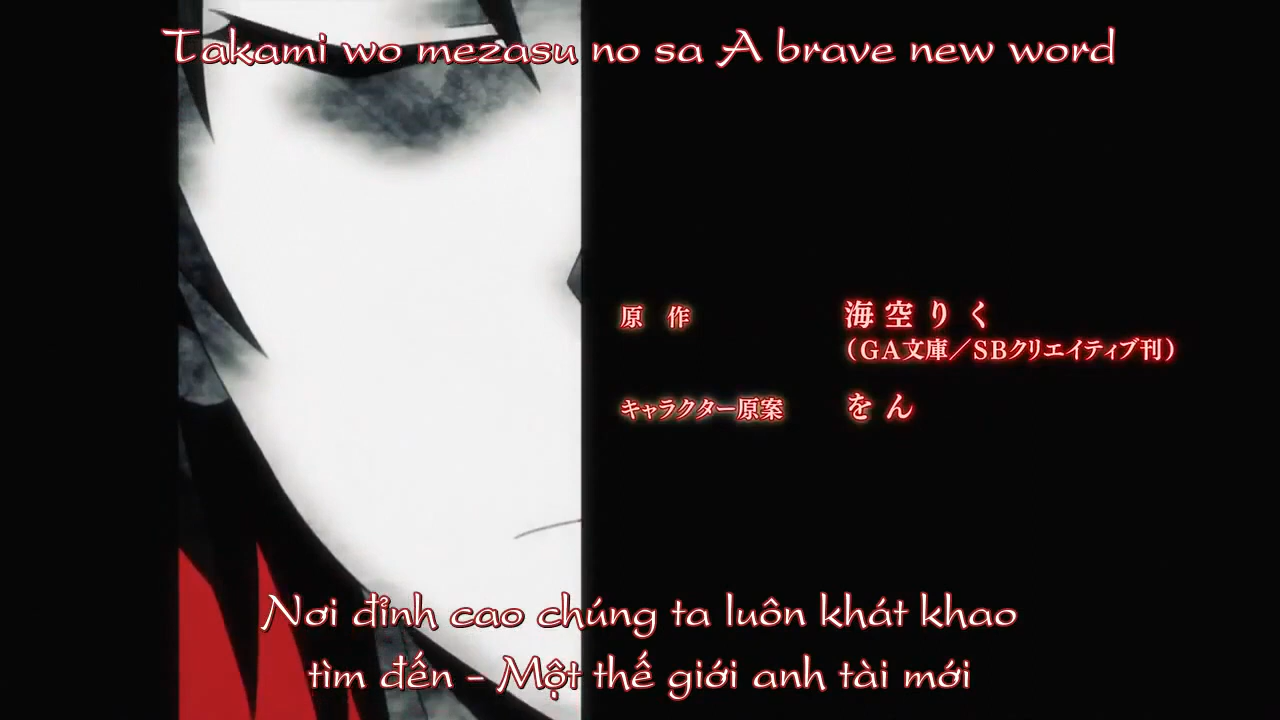 Takami wo mezasu no sa A brave new word
原作 海空りく
(GA文庫／SBクリエイティブ刊)
キャラクター原案 をん
Nơi đỉnh cao chúng ta luôn khát khao
tìm đến - Một thế giới anh tài mới